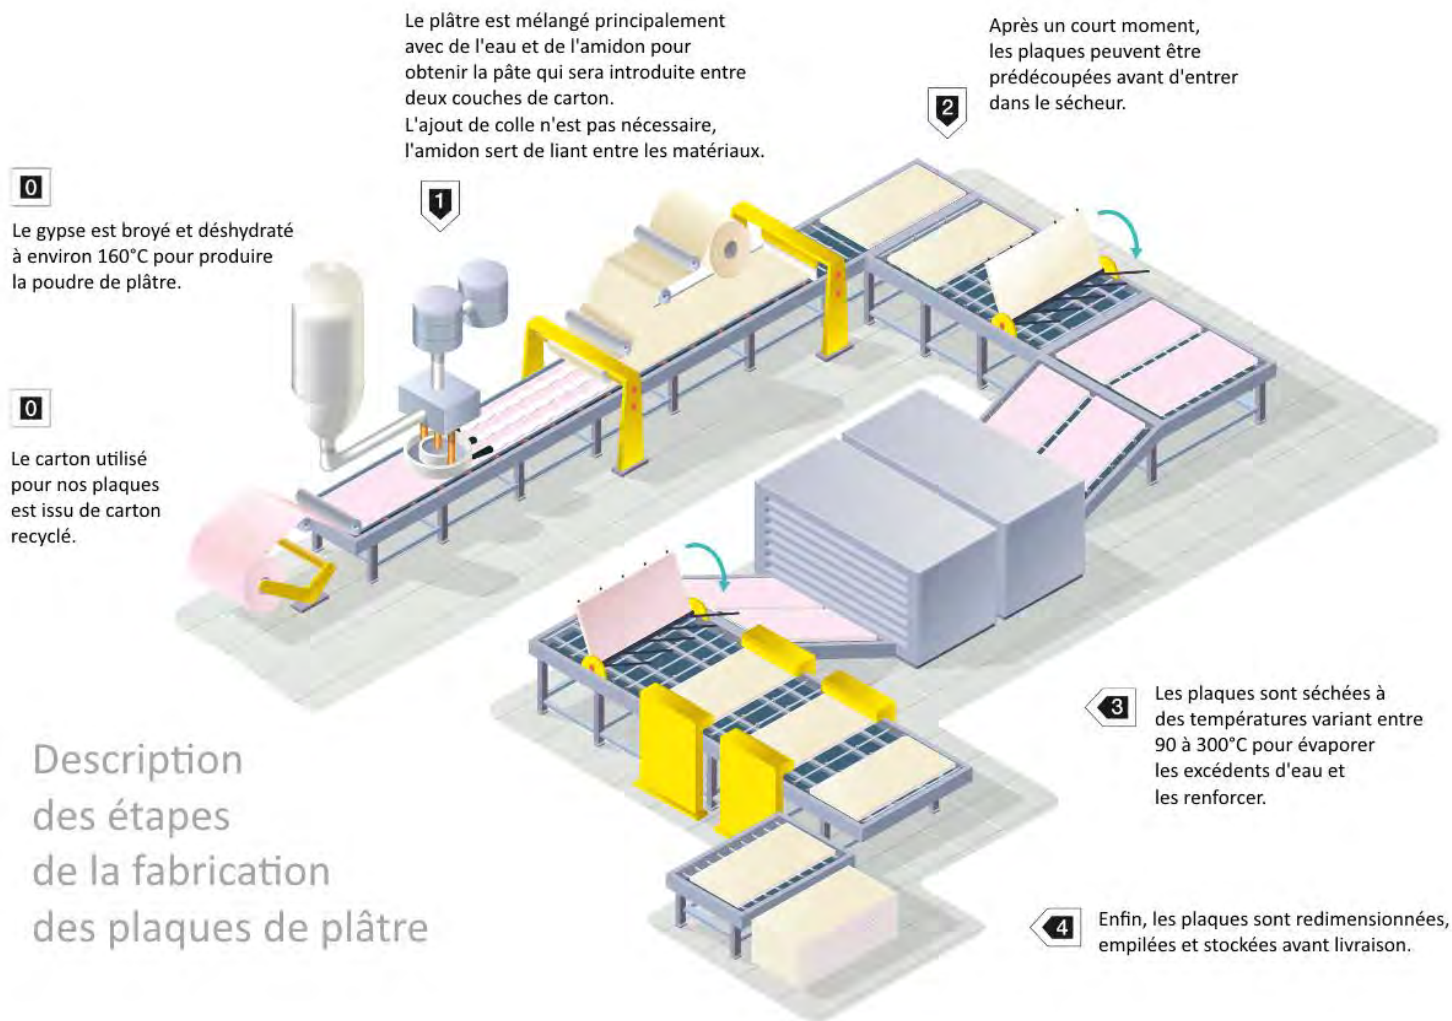 0
Le gypse est broyé et déshydraté
à environ 160°C pour produire
la poudre de plâtre.
0
Le carton utilisé
pour nos plaques
est issu de carton
recyclé.
Le plâtre est mélangé principalement
avec de l'eau et de l'amidon pour
obtenir la pâte qui sera introduite entre
deux couches de carton.
L'ajout de colle n'est pas nécessaire,
l'amidon sert de liant entre les matériaux.
1
Après un court moment,
les plaques peuvent être
prédécoupées avant d'entrer
dans le sécheur.
2
3
Les plaques sont séchées à
des températures variant entre
90 à 300°C pour évaporer
les excédents d'eau et
les renforcer.
4
Enfin, les plaques sont redimensionnées,
empilées et stockées avant livraison.
Description
des étapes
de la fabrication
des plaques de plâtre